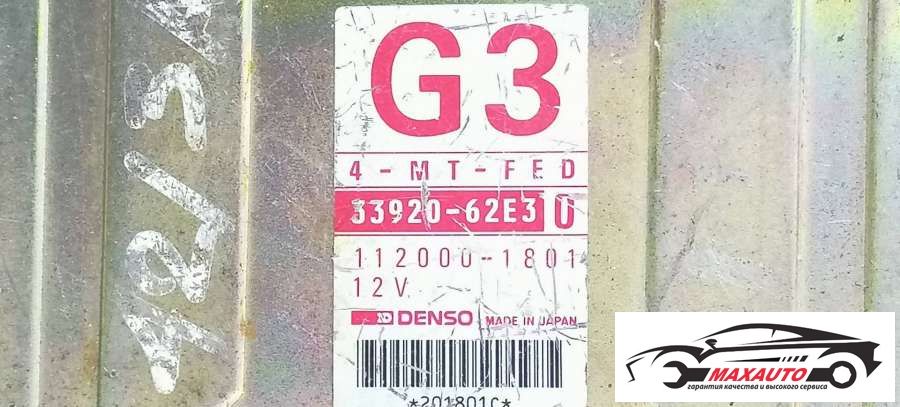 G3
4-MT-FED
33920-62E3 0
112000-1801
12V
DENSO MADE IN JAPAN
*201801C*
MAXAUTO
гарантия качества и высокого сервиса